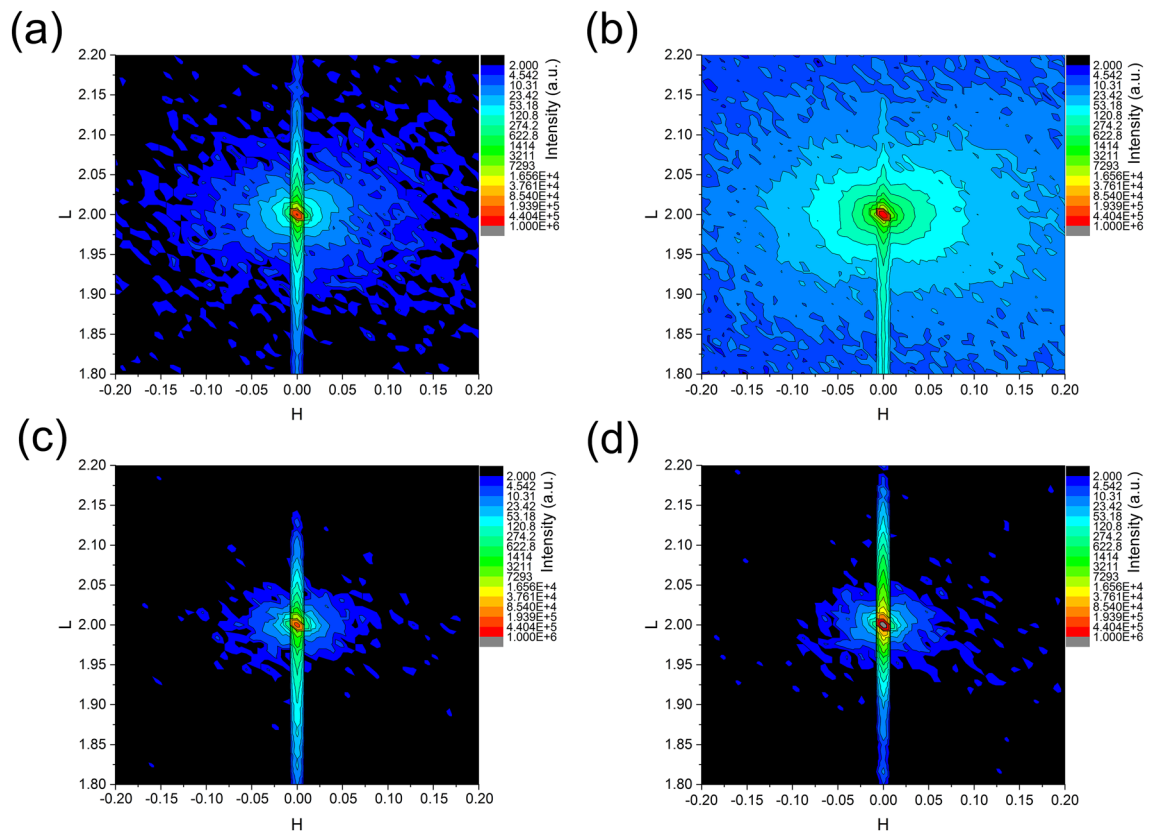 (a)
2.20
2.15
2.10
2.05
2.00
1.95
1.90
1.85
1.80
L
-0.20 -0.15 -0.10 -0.05 0.00 0.05 0.10 0.15 0.20
H
2.000
4.542
10.31
23.42
53.18
120.8
274.2
622.8
1414
3211
7293
1.656E+4
3.761E+4
8.540E+4
1.939E+5
4.404E+5
1.000E+6
Intensity (a.u.)
(b)
2.20
2.15
2.10
2.05
2.00
1.95
1.90
1.85
1.80
L
-0.20 -0.15 -0.10 -0.05 0.00 0.05 0.10 0.15 0.20
H
2.000
4.542
10.31
23.42
53.18
120.8
274.2
622.8
1414
3211
7293
1.656E+4
3.761E+4
8.540E+4
1.939E+5
4.404E+5
1.000E+6
Intensity (a.u.)
(c)
2.20
2.15
2.10
2.05
2.00
1.95
1.90
1.85
1.80
L
-0.20 -0.15 -0.10 -0.05 0.00 0.05 0.10 0.15 0.20
H
2.000
4.542
10.31
23.42
53.18
120.8
274.2
622.8
1414
3211
7293
1.656E+4
3.761E+4
8.540E+4
1.939E+5
4.404E+5
1.000E+6
Intensity (a.u.)
(d)
2.20
2.15
2.10
2.05
2.00
1.95
1.90
1.85
1.80
L
-0.20 -0.15 -0.10 -0.05 0.00 0.05 0.10 0.15 0.20
H
2.000
4.542
10.31
23.42
53.18
120.8
274.2
622.8
1414
3211
7293
1.656E+4
3.761E+4
8.540E+4
1.939E+5
4.404E+5
1.000E+6
Intensity (a.u.)